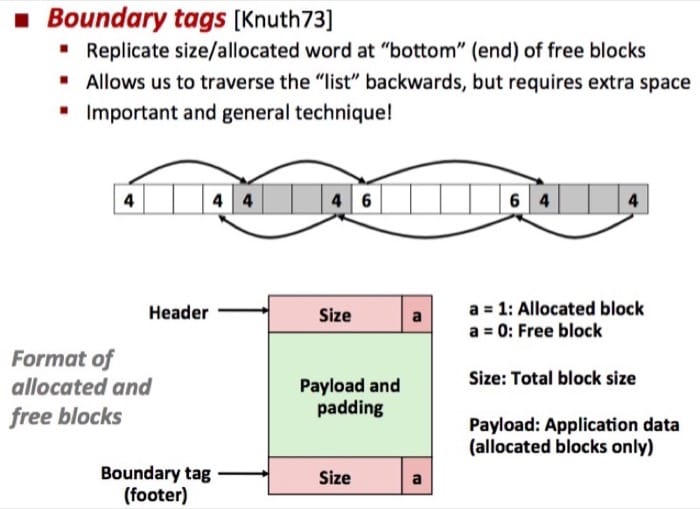 Boundary tags [Knuth73]
Replicate size/allocated word at “bottom” (end) of free blocks
Allows us to traverse the “list” backwards, but requires extra space
Important and general technique!
4 4 4 4 6 6 4 4
Header
Size a
a = 1: Allocated block
a = 0: Free block
Format of
allocated and
free blocks
Payload and
padding
Size: Total block size
Payload: Application data
(allocated blocks only)
Boundary tag
(footer)
Size a